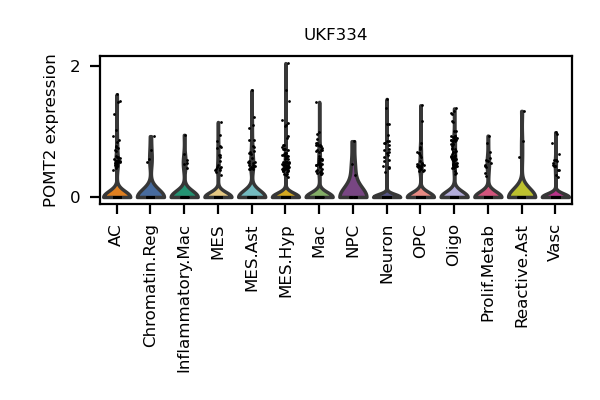 UKF334
POMT2 expression
2
0
AC
Chromatin.Reg
Inflammatory.Mac
MES
MES.Ast
MES.Hyp
Mac
NPC
Neuron
OPC
Oligo
Prolif.Metab
Reactive.Ast
Vasc